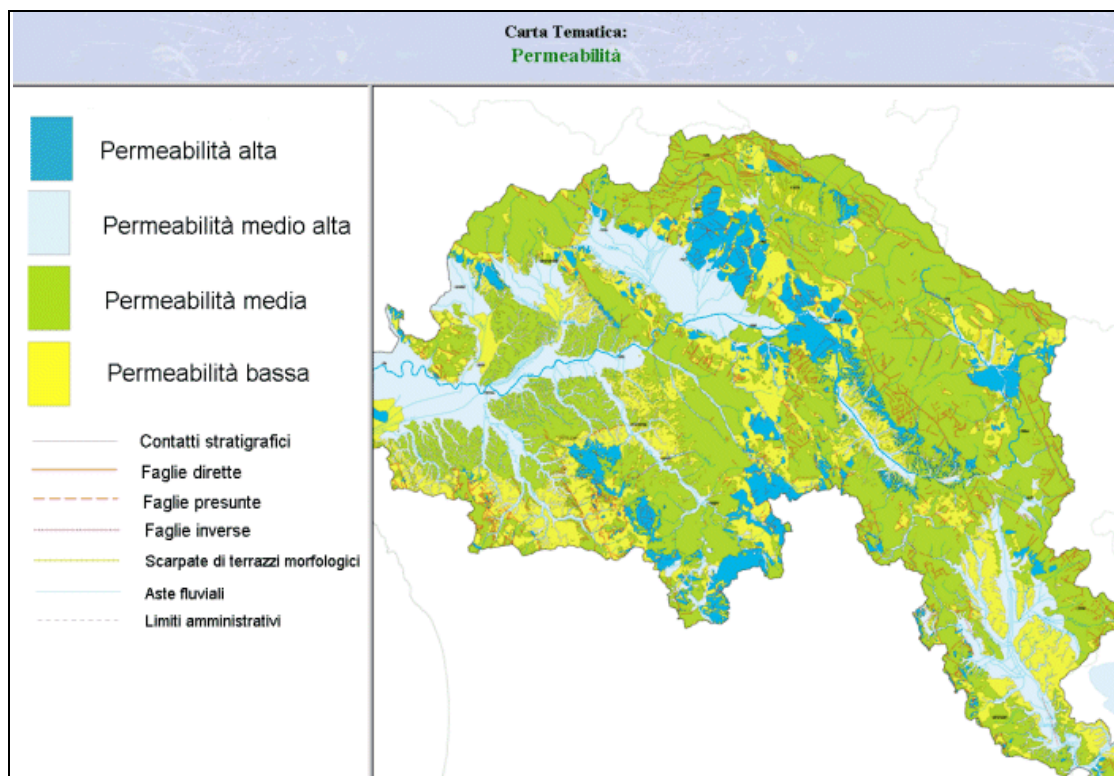 Carta Tematica:
Permeabilità
Permeabilità alta
Permeabilità medio alta
Permeabilità media
Permeabilità bassa
Contatti stratigrafici
Faglie dirette
Faglie presunte
Faglie inverse
Scarpate di terrazzi morfologici
Aste fluviali
Limiti amministrativi